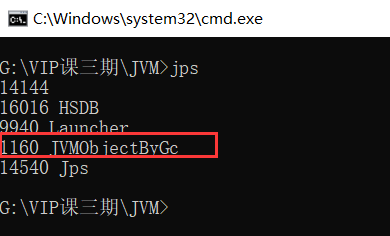 C:\Windows\system32\cmd.exe
G:\VIP课三期\JVM>jps
14144
16016 HSDB
9940 Launcher
1160 JVMObjectByGc
14540 Jps
G:\VIP课三期\JVM>